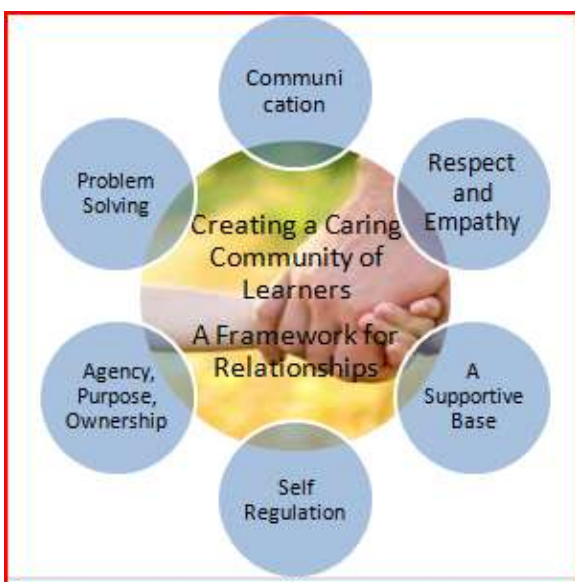 Communi
cation
Respect
and
Empathy
A
Supportive
Base
Self
Regulation
Agency,
Purpose,
Ownership
Problem
Solving
Creating a Caring
Community of
Learners
A Framework for
Relationships